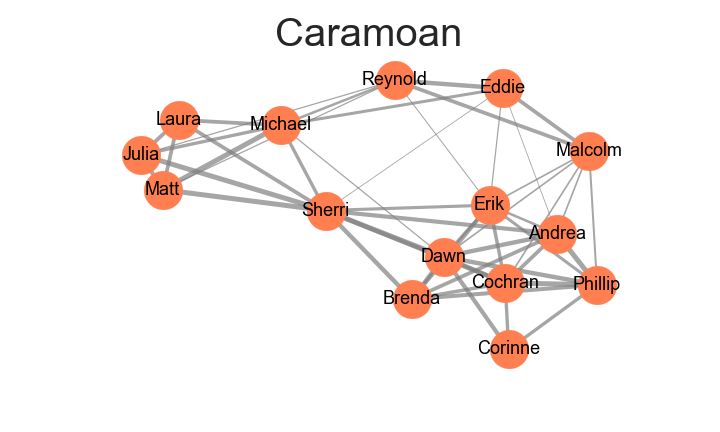 Caramoan
Reynold
Eddie
Laura
Michael
Julia
Malcolm
Matt
Sherri
Erik
Andrea
Dawn
Cochran
Phillip
Brenda
Corinne